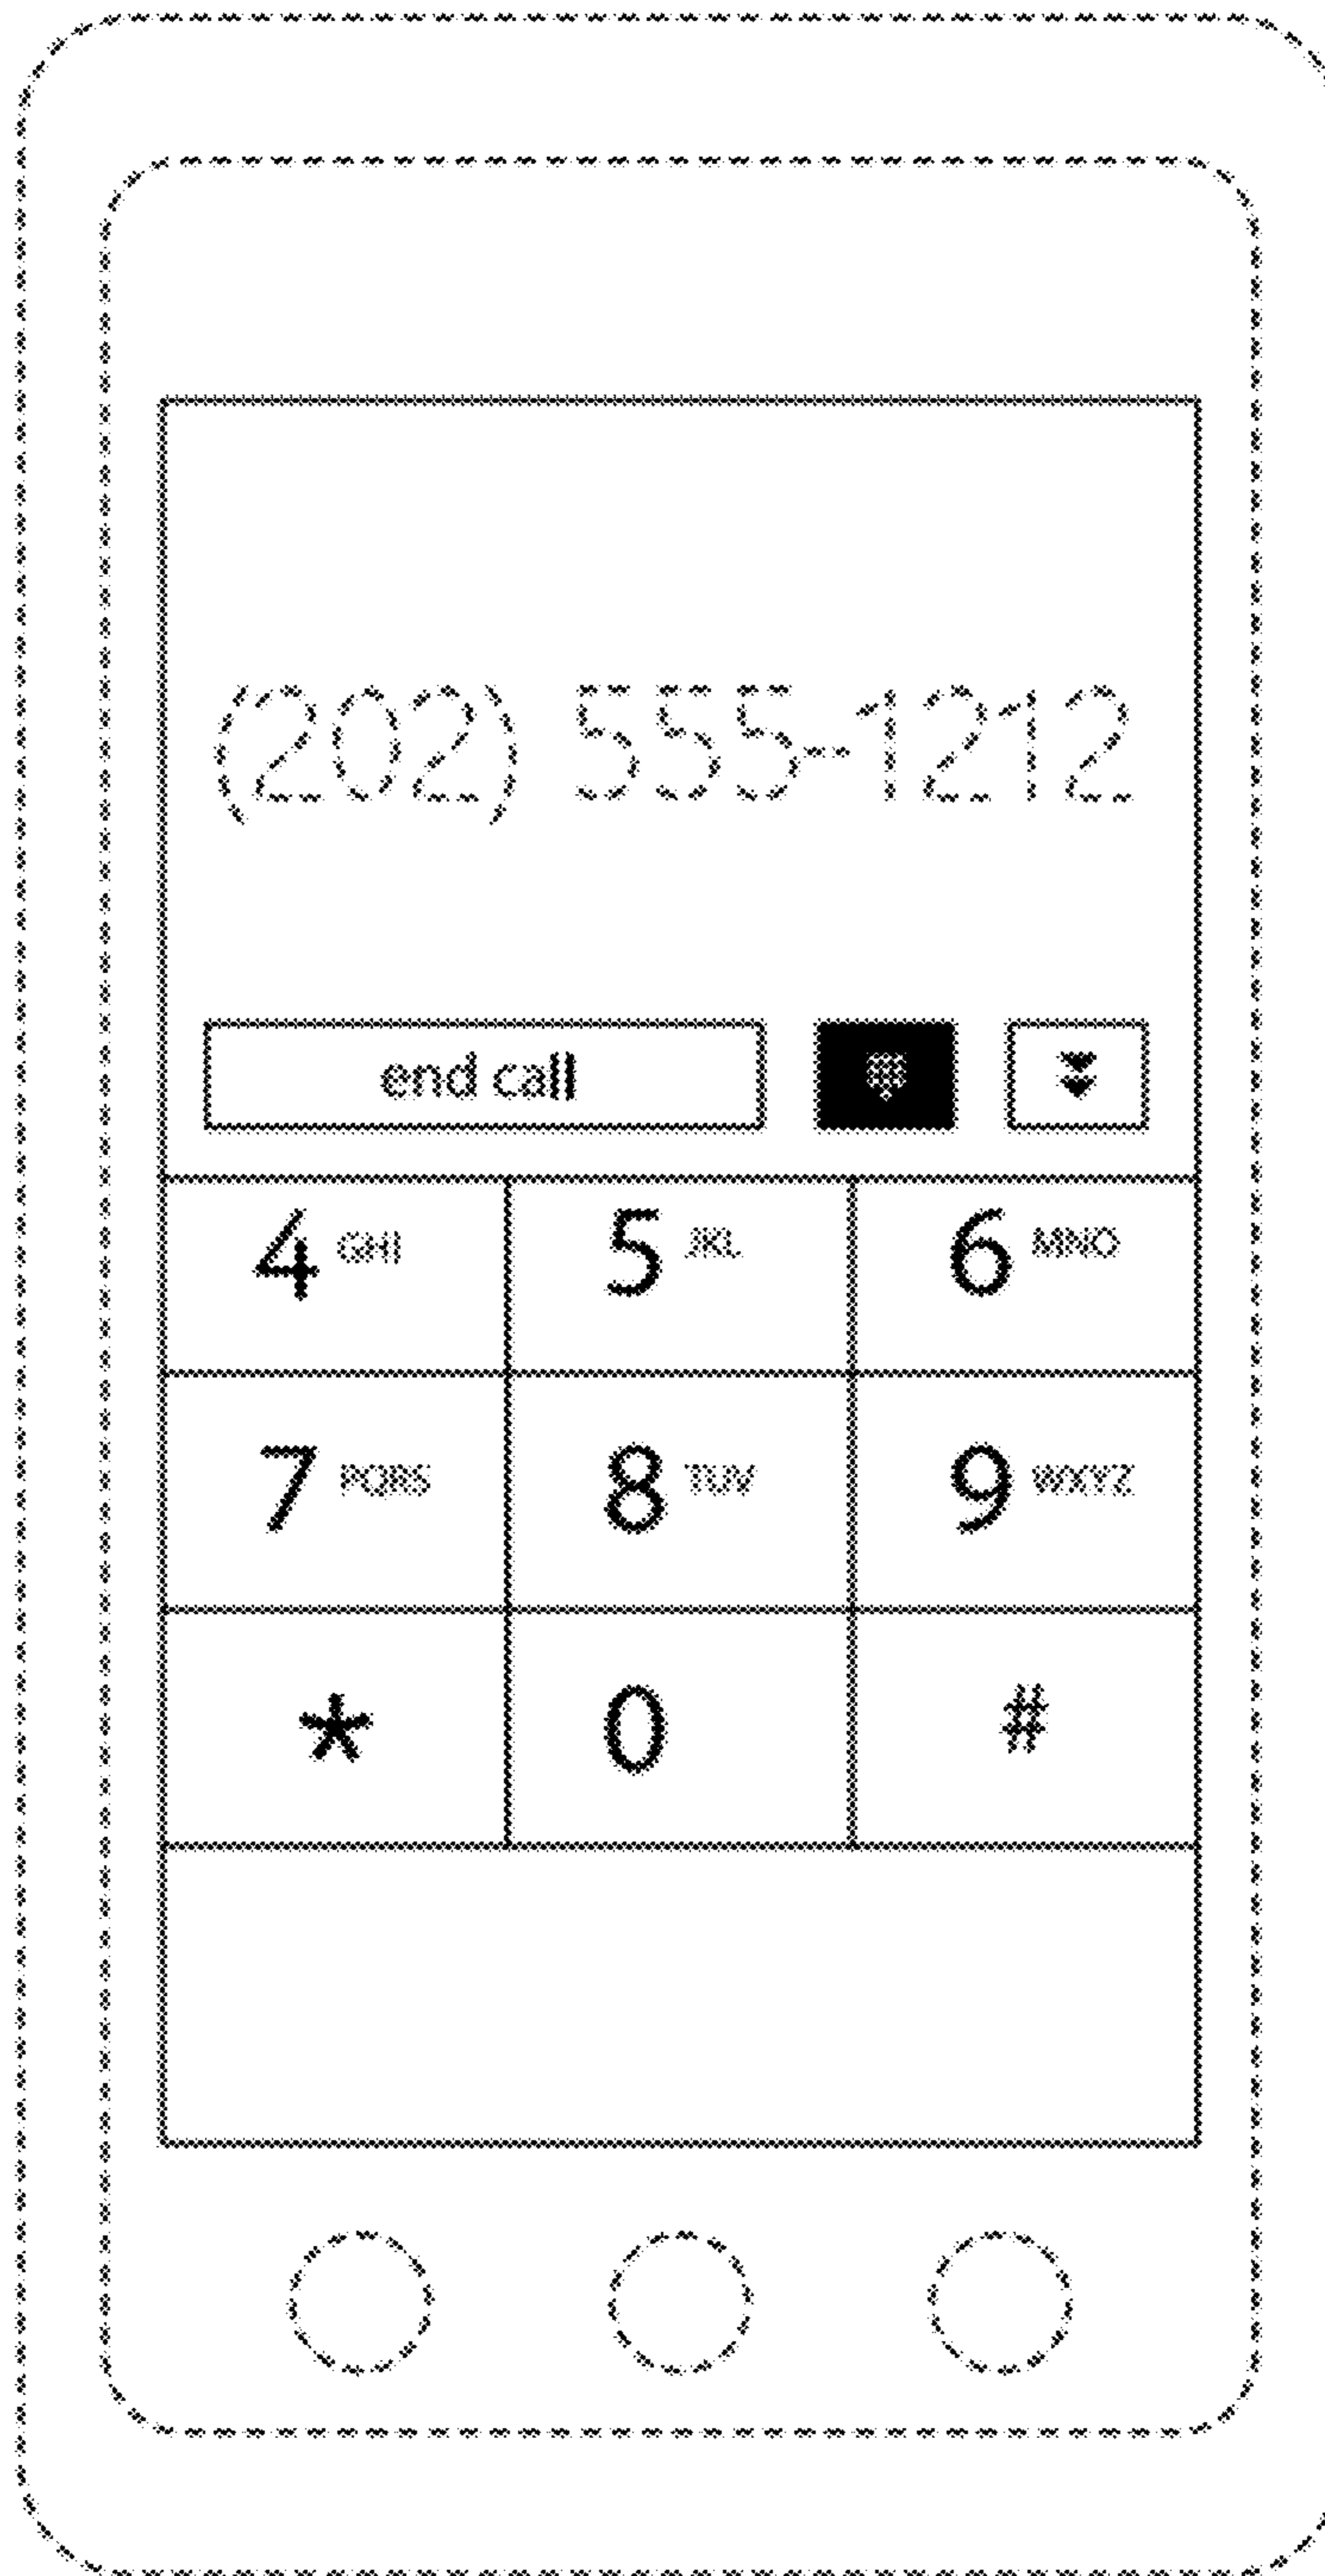 (202) 555-1212
end call
4 GHI 5 JKL 6 MNO
7 PQRS 8 TUV 9 WXYZ
* 0 #